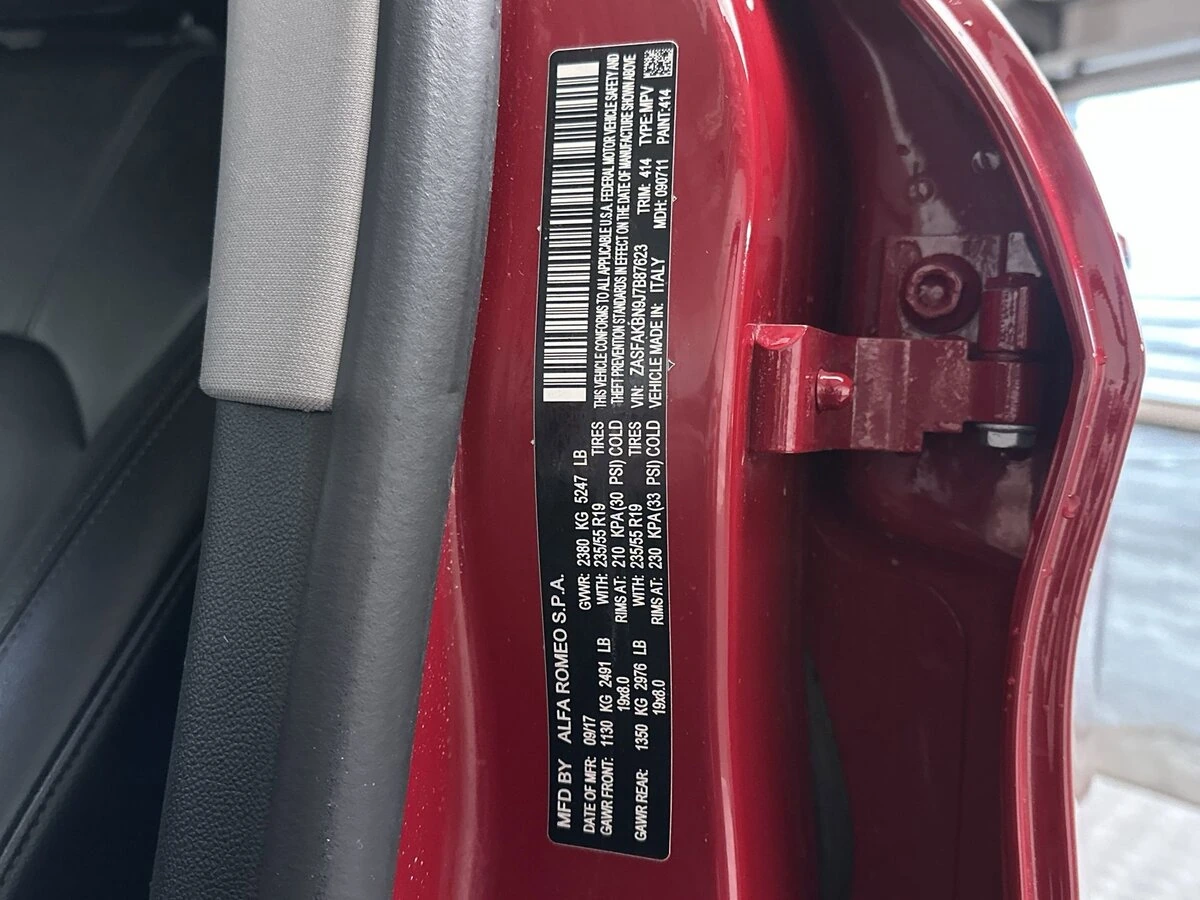 MFD BY ALFA ROMEO S.P.A.
DATE OF MFR: 09/17 GVWR: 2380 KG 5247 LB
GAWR FRONT: 1130 KG 2491 LB WITH: 235/55 R19 TIRES
19x8.0 RIMS AT: 210 KPA(30 PSI) COLD
GAWR REAR: 1350 KG 2976 LB WITH: 235/55 R19 TIRES
19x8.0 RIMS AT: 230 KPA(33 PSI) COLD
THIS VEHICLE CONFORMS TO ALL APPLICABLE U.S.A. FEDERAL MOTOR VEHICLE SAFETY AND
THEFT PREVENTION STANDARDS IN EFFECT ON THE DATE OF MANUFACTURE SHOWN ABOVE
VIN: ZASFAKBN9J7B87623 TRIM: 414 TYPE:MPV
VEHICLE MADE IN: ITALY MDH: 090711 PAINT:414